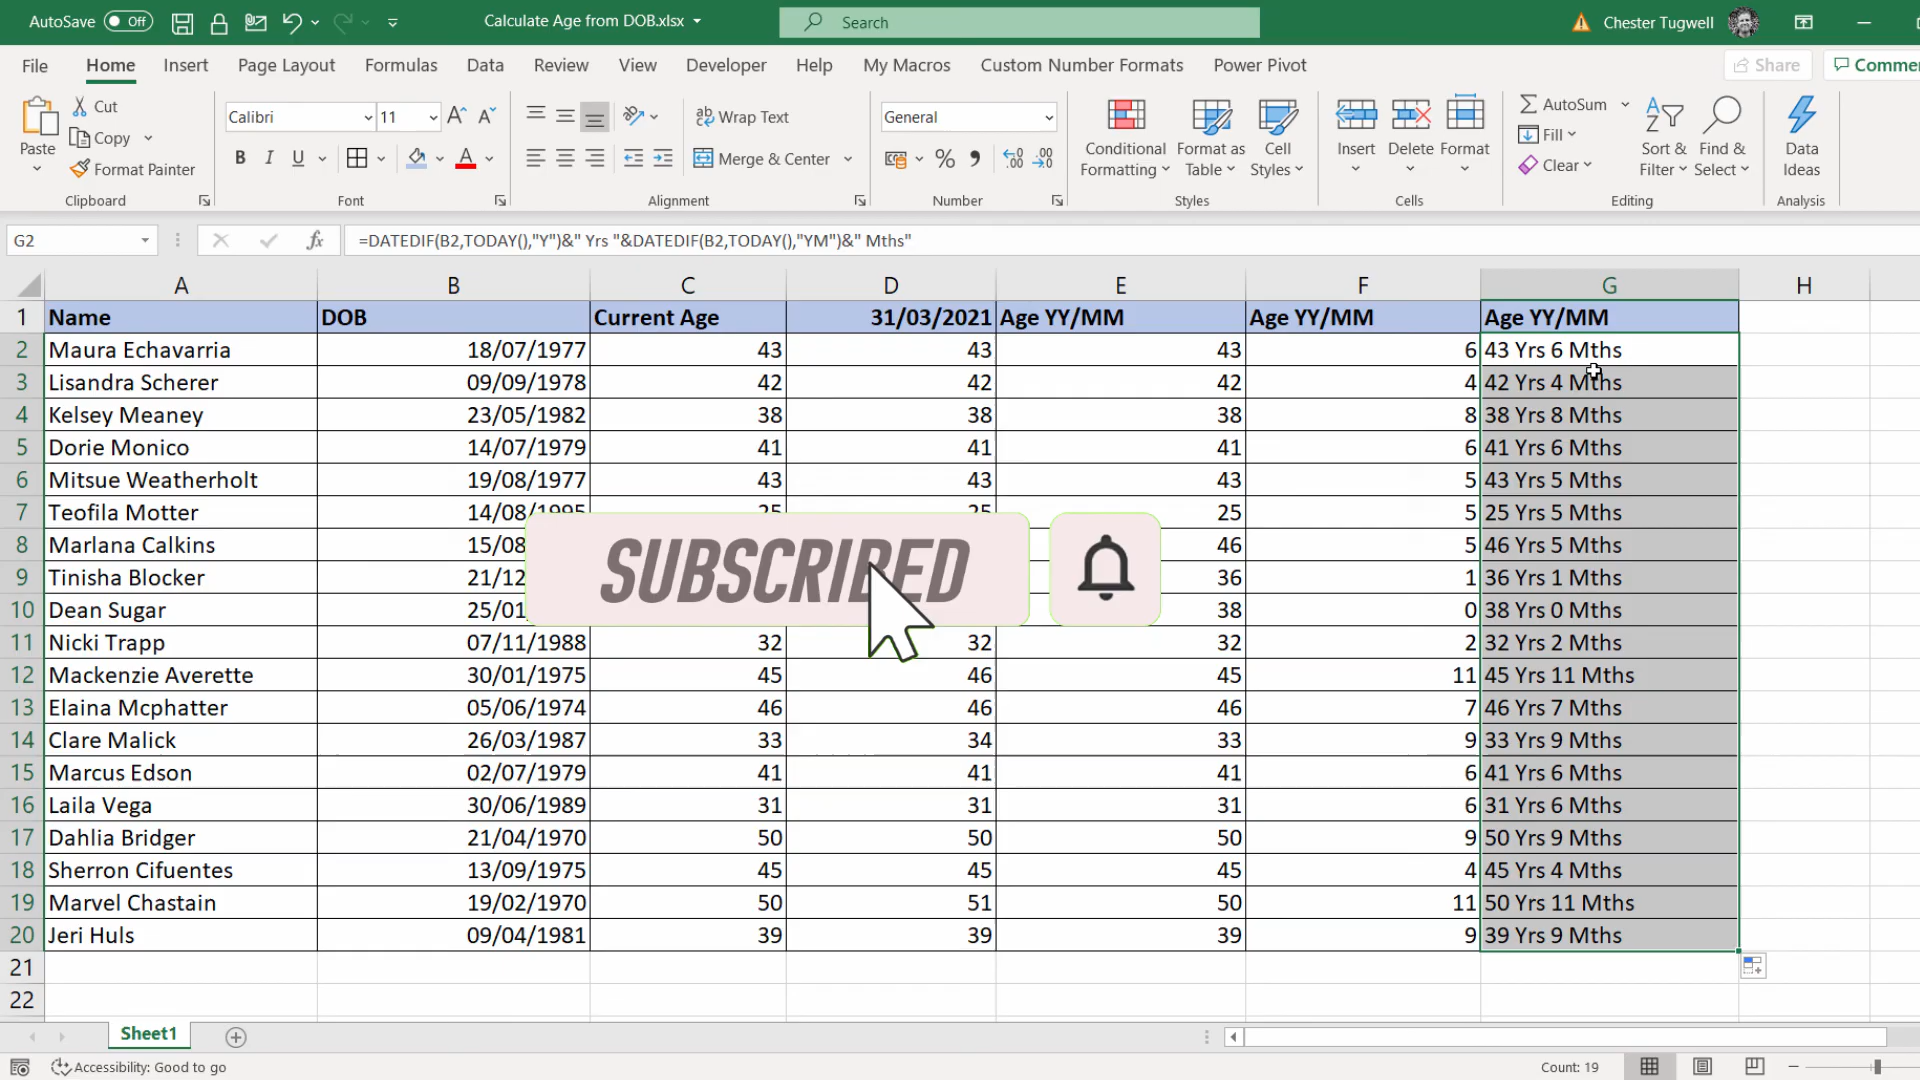 AutoSave Off Calculate Age from DOB.xlsx Search Chester Tugwell
File Home Insert Page Layout Formulas Data Review View Developer Help My Macros Custom Number Formats Power Pivot Share
Paste Cut Copy Format Painter Clipboard
Calibri 11 B I U A Font
Wrap Text Merge & Center Alignment
General % Number
Conditional Formatting Format as Table Cell Styles Styles
Insert Delete Format Cells
AutoSum Fill Clear Sort & Filter Find & Select Editing
Data Ideas Analysis
G2 fx =DATEDIF(B2,TODAY(),"Y")&" Yrs "&DATEDIF(B2,TODAY(),"YM")&" Mths"
A B C D E F G H
1 Name DOB Current Age 31/03/2021 Age YY/MM Age YY/MM Age YY/MM
2 Maura Echavarria 18/07/1977 43 43 43 6 43 Yrs 6 Mths
3 Lisandra Scherer 09/09/1978 42 42 42 4 42 Yrs 4 Mths
4 Kelsey Meaney 23/05/1982 38 38 38 8 38 Yrs 8 Mths
5 Dorie Monico 14/07/1979 41 41 41 6 41 Yrs 6 Mths
6 Mitsue Weatherholt 19/08/1977 43 43 43 5 43 Yrs 5 Mths
7 Teofila Motter 14/08/1995 25 25 25 5 25 Yrs 5 Mths
8 Marlana Calkins 15/08 46 5 46 Yrs 5 Mths
SUBSCRIBED
9 Tinisha Blocker 21/12 36 1 36 Yrs 1 Mths
10 Dean Sugar 25/01 38 0 38 Yrs 0 Mths
11 Nicki Trapp 07/11/1988 32 32 32 2 32 Yrs 2 Mths
12 Mackenzie Averette 30/01/1975 45 46 45 11 45 Yrs 11 Mths
13 Elaina Mcphatter 05/06/1974 46 46 46 7 46 Yrs 7 Mths
14 Clare Malick 26/03/1987 33 34 33 9 33 Yrs 9 Mths
15 Marcus Edson 02/07/1979 41 41 41 6 41 Yrs 6 Mths
16 Laila Vega 30/06/1989 31 31 31 6 31 Yrs 6 Mths
17 Dahlia Bridger 21/04/1970 50 50 50 9 50 Yrs 9 Mths
18 Sherron Cifuentes 13/09/1975 45 45 45 4 45 Yrs 4 Mths
19 Marvel Chastain 19/02/1970 50 51 50 11 50 Yrs 11 Mths
20 Jeri Huls 09/04/1981 39 39 39 9 39 Yrs 9 Mths
21
22
Sheet1
Accessibility: Good to go Count: 19